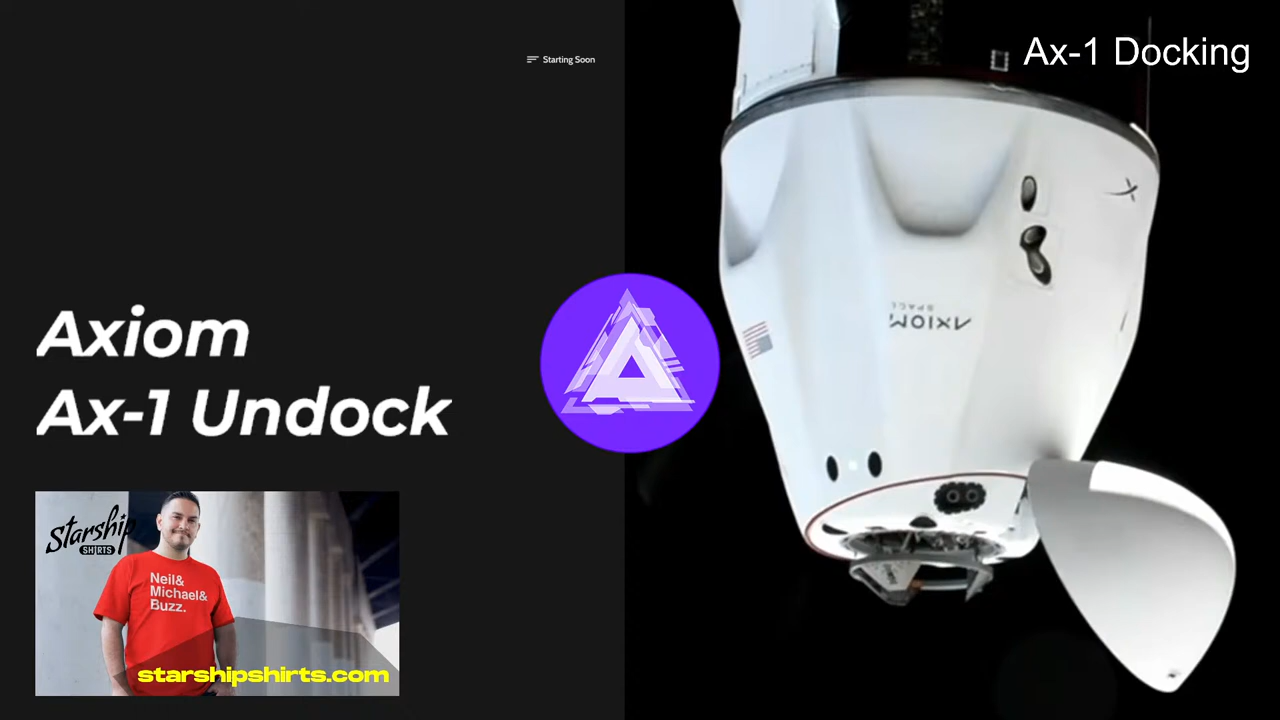 Starting Soon
Ax-1 Docking
Axiom
Ax-1 Undock
AXIOM
SPACE
Starship
SHIRTS
Neil&
Michael&
Buzz.
starshipshirts.com